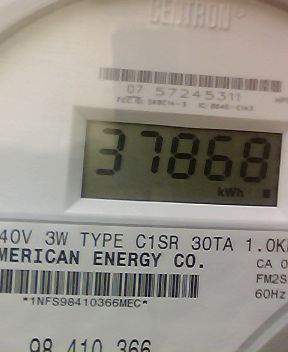 CENTRON
07 57245311
37868
kWh
40V 3W TYPE C1SR 30TA 1.0K
MERICAN ENERGY CO.
CA 0
FM2S
60Hz
*1NFS98410366MEC*
98 410 366